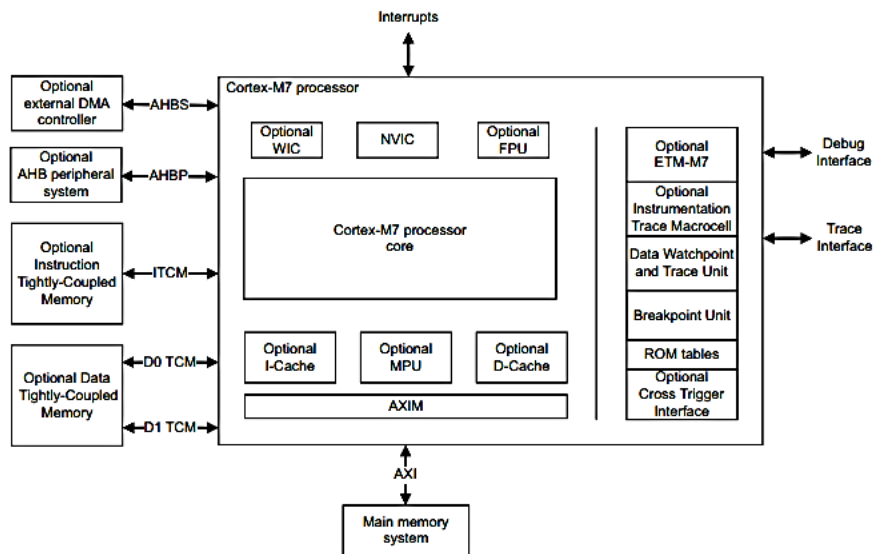 Interrupts
Optional
external DMA
controller
AHBS
Cortex-M7 processor
Optional
WIC
NVIC
Optional
FPU
Optional
ETM-M7
Debug
Interface
Optional
AHB peripheral
system
AHBP
Optional
Instrumentation
Trace Macrocell
Cortex-M7 processor
core
Trace
Interface
Optional
Instruction
Tightly-Coupled
Memory
ITCM
Data Watchpoint
and Trace Unit
Breakpoint Unit
Optional Data
Tightly-Coupled
Memory
D0 TCM
D1 TCM
Optional
I-Cache
Optional
MPU
Optional
D-Cache
ROM tables
AXIM
Optional
Cross Trigger
Interface
AXI
Main memory
system